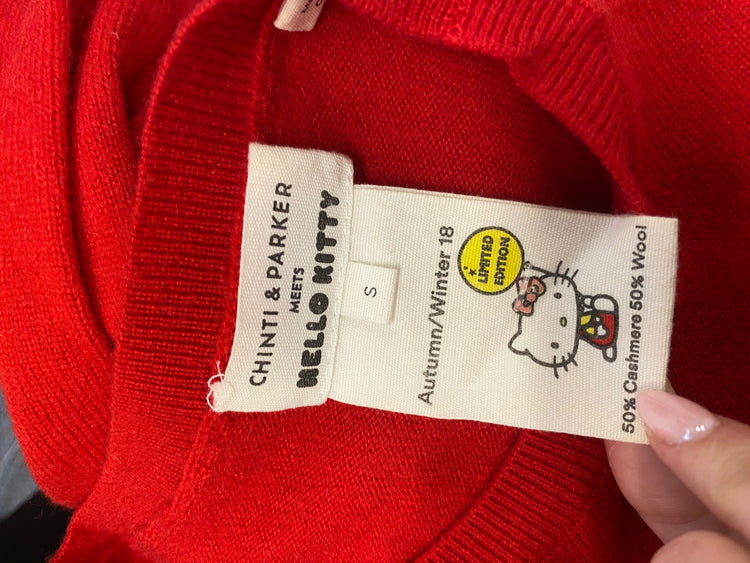 CHINTI & PARKER
MEETS
HELLO KITTY
S
Autumn/Winter 18
LIMITED
EDITION
50% Cashmere 50% Wool